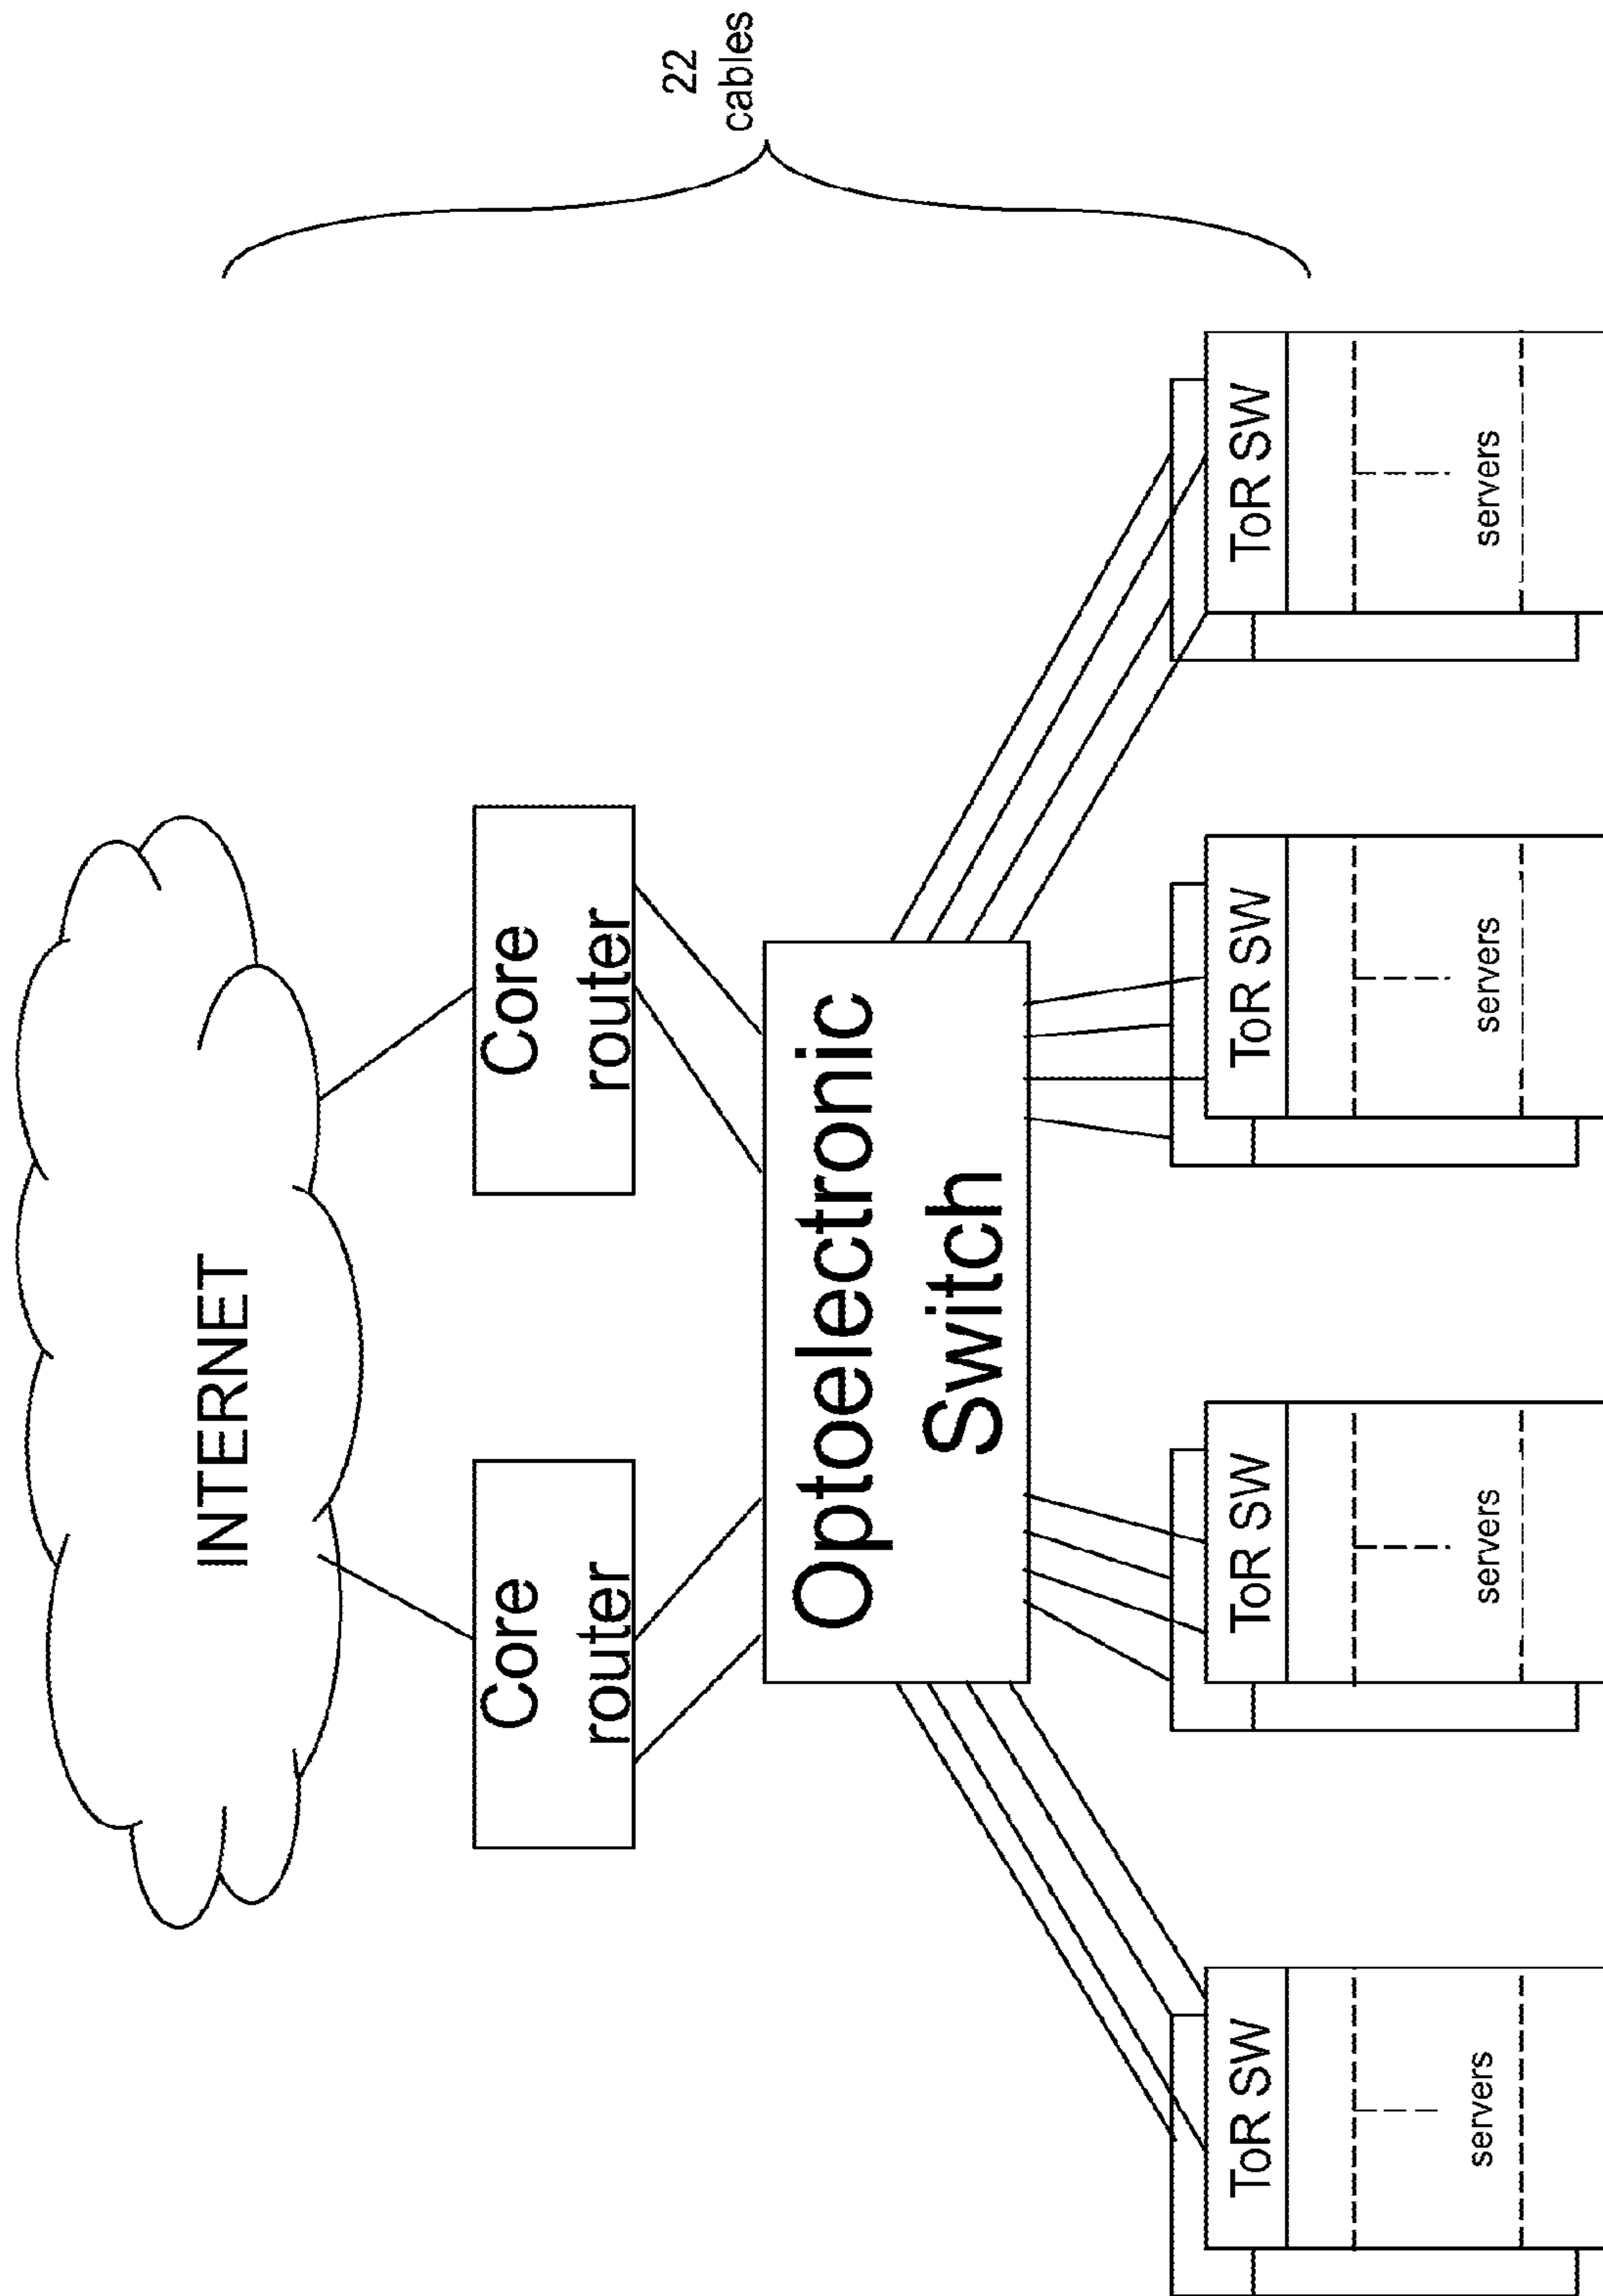 22
cables
INTERNET
Core
router
Core
router
Optoelectronic
Switch
ToR SW
servers
ToR SW
servers
ToR SW
servers
ToR SW
servers